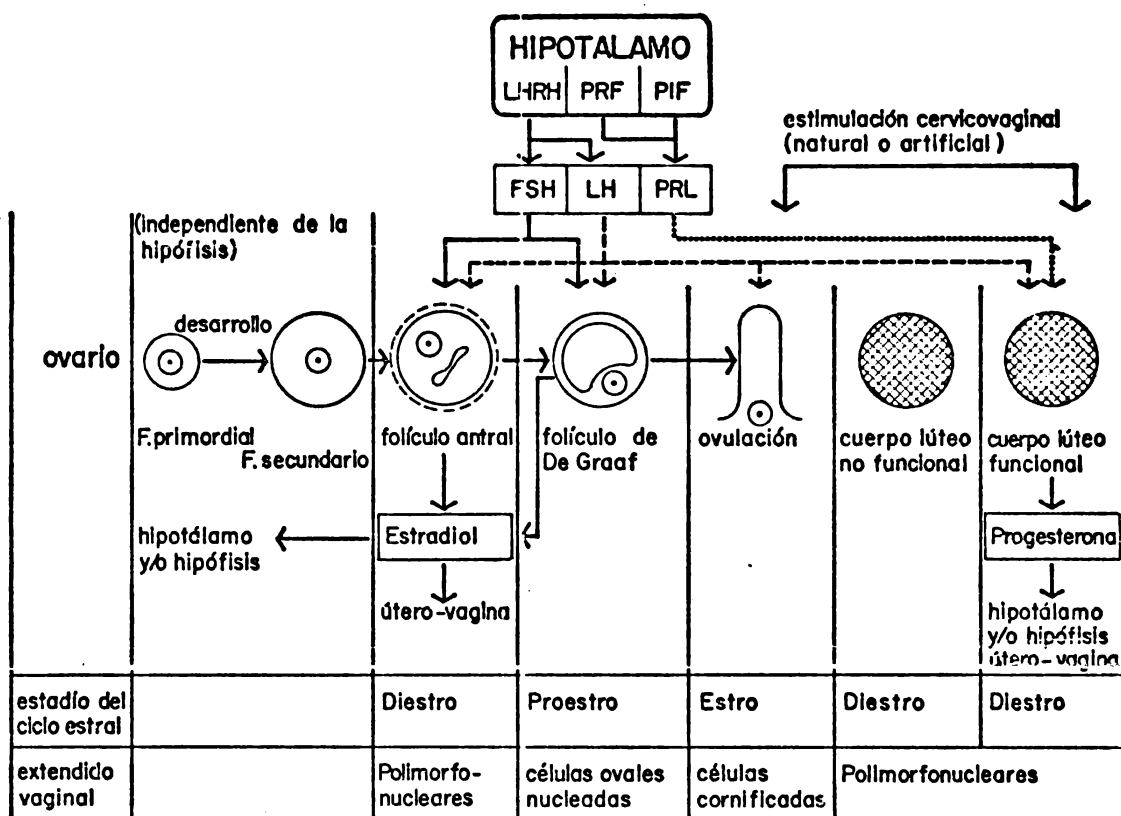 HIPOTALAMO
LHRH PRF PIF
estimulación cervicovaginal
(natural o artificial)
FSH LH PRL
(independiente de la
hipófisis)
desarrollo
ovario
F. primordial
F. secundario
folículo antral
folículo de
De Graaf
ovulación
cuerpo lúteo
no funcional
cuerpo lúteo
funcional
hipotálamo
y/o hipófisis
Estradiol
Progesterona
útero-vagina
hipotálamo
y/o hipófisis
útero-vagina
estadío del
ciclo estral
Diestro
Proestro
Estro
Diestro
Diestro
extendido
vaginal
Polimorfo-
nucleares
células ovales
nucleadas
células
cornificadas
Polimorfonucleares